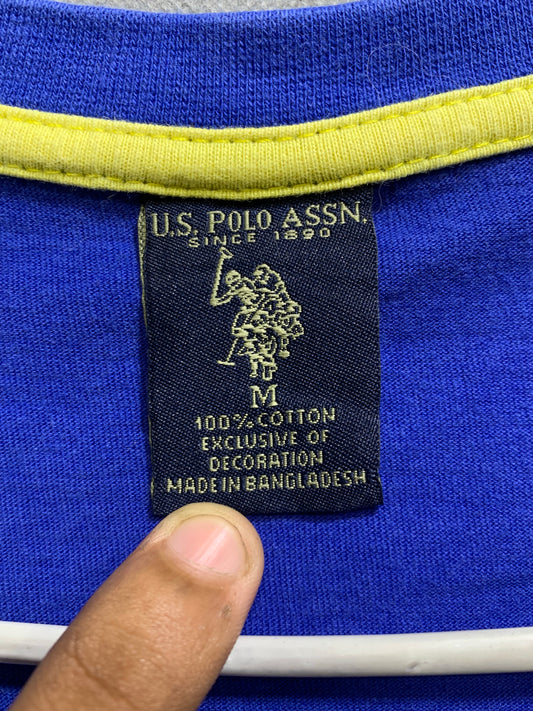 U.S. POLO ASSN.
SINCE 1890
M
100% COTTON
EXCLUSIVE OF
DECORATION
MADE IN BANGLADESH